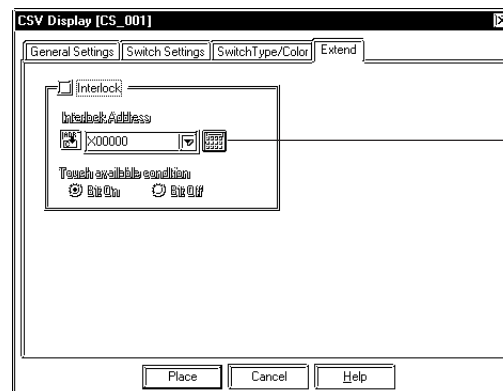 CSV Display [CS_001]
General Settings Switch Settings SwitchType/Color Extend
Interlock
Interlock Address
X00000
Touch available condition
Bit On Bit Off
Place Cancel Help